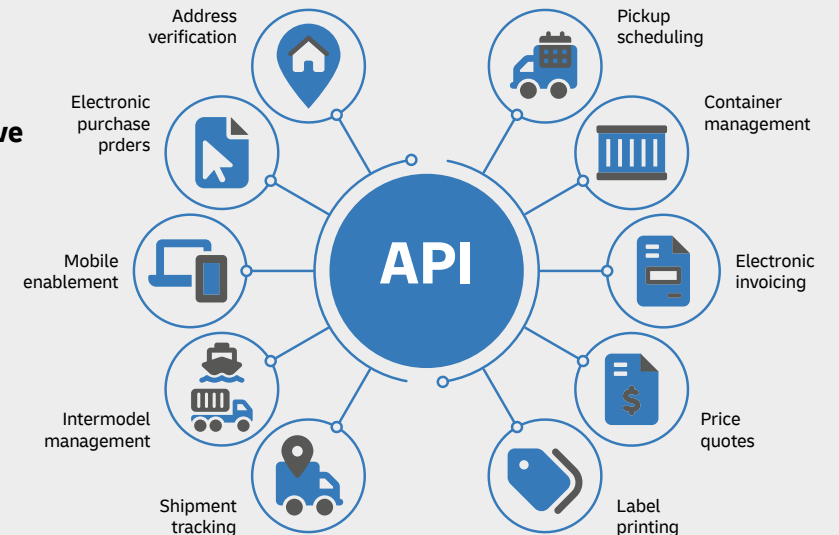 Address
verification
Pickup
scheduling
Electronic
purchase
prders
Container
management
ve
API
Mobile
enablement
Electronic
invoicing
Intermodel
management
Price
quotes
Shipment
tracking
Label
printing
$